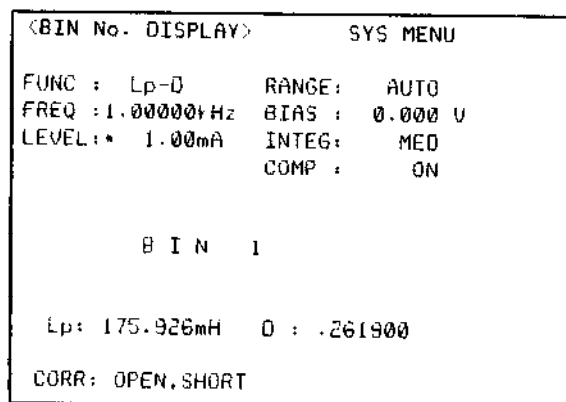 <BIN No. DISPLAY> SYS MENU
FUNC : Lp-D RANGE: AUTO
FREQ :1.00000kHz BIAS : 0.000 V
LEVEL:* 1.00mA INTEG: MED
COMP : ON
B I N 1
Lp: 175.926mH D : .261900
CORR: OPEN,SHORT